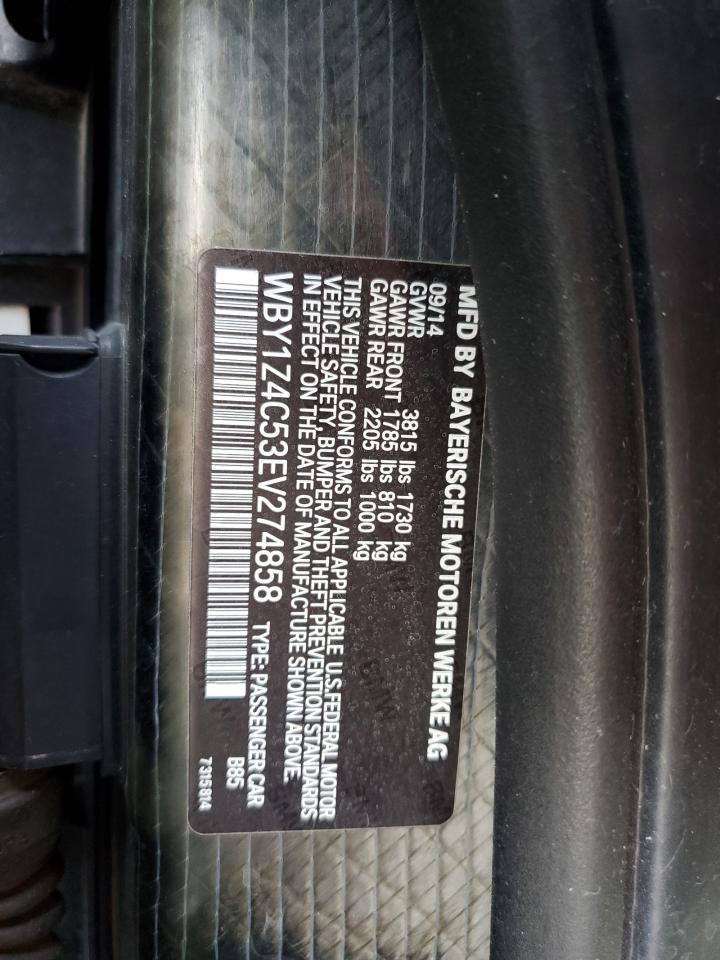 MFD BY BAYERISCHE MOTOREN WERKE AG
09/14
GVWR 3815 lbs 1730 kg
GAWR FRONT 1785 lbs 810 kg
GAWR REAR 2205 lbs 1000 kg
THIS VEHICLE CONFORMS TO ALL APPLICABLE U.S.FEDERAL MOTOR
VEHICLE SAFETY, BUMPER AND THEFT PREVENTION STANDARDS
IN EFFECT ON THE DATE OF MANUFACTURE SHOWN ABOVE.
WBY1Z4C53EV274858 TYPE: PASSENGER CAR
B85
7315814